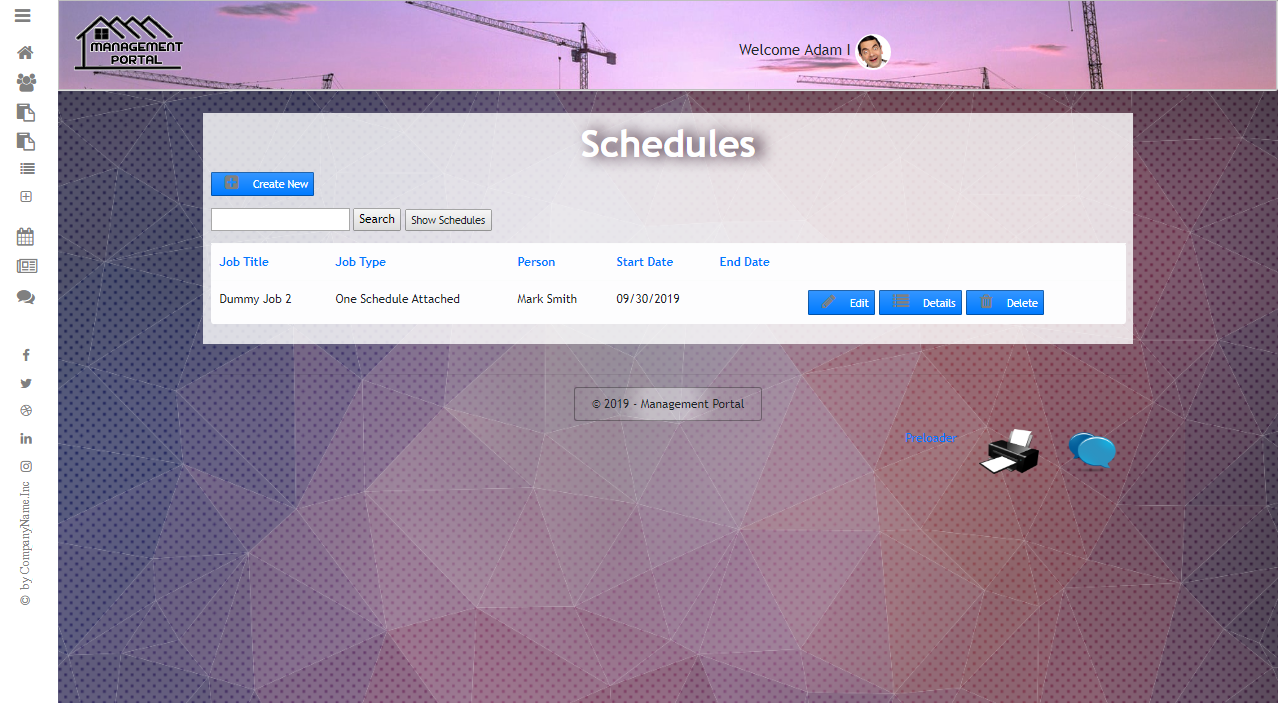 MANAGEMENT
PORTAL
Welcome Adam I
Schedules
Create New
Search Show Schedules
Job Title Job Type Person Start Date End Date
Dummy Job 2 One Schedule Attached Mark Smith 09/30/2019 Edit Details Delete
© 2019 - Management Portal
Preloader
© by CompanyName.Inc